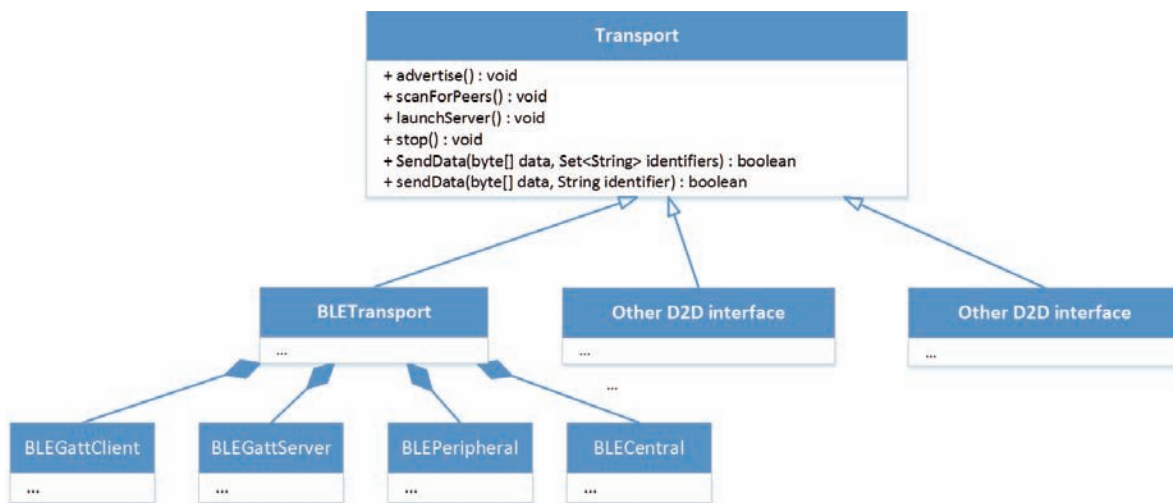 Transport
+ advertise() : void
+ scanForPeers() : void
+ launchServer() : void
+ stop() : void
+ SendData(byte[] data, Set<String> identifiers) : boolean
+ sendData(byte[] data, String identifier) : boolean
BLETransport
...
Other D2D interface
...
Other D2D interface
...
...
BLEGattClient
...
BLEGattServer
...
BLEPeripheral
...
BLECentral
...